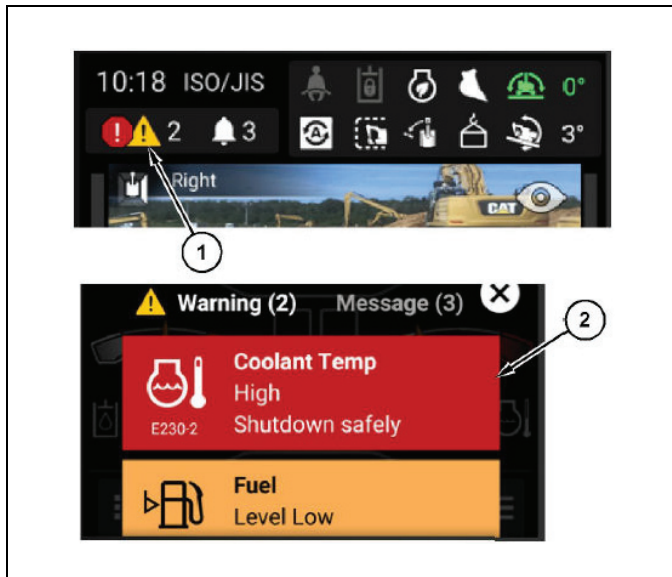 10:18 ISO/JIS
0°
! ! 2 3
A
3°
Right
CAT
1
Warning (2) Message (3)
2
Coolant Temp
High
E230-2
Shutdown safely
Fuel
Level Low